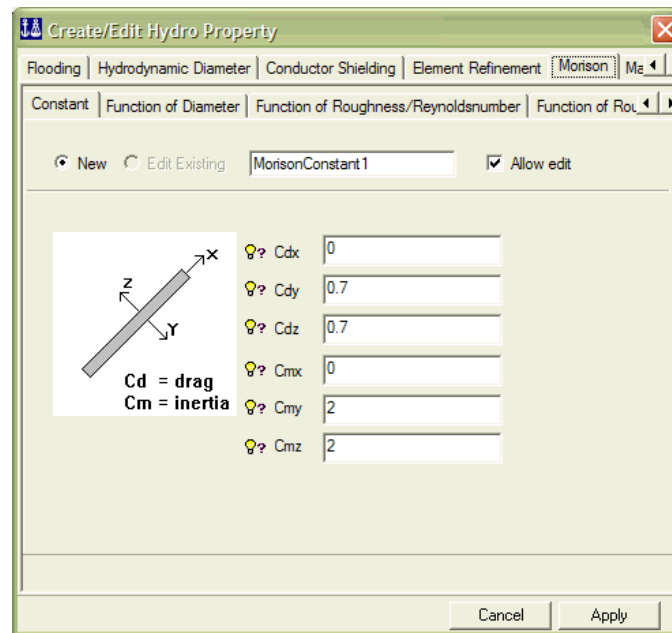 Create/Edit Hydro Property
Flooding Hydrodynamic Diameter Conductor Shielding Element Refinement Morison
Constant Function of Diameter Function of Roughness/Reynoldsnumber Function of
New Edit Existing MorisonConstant1 Allow edit
X
Z
Y
Cd = drag
Cm = inertia
Cdx 0
Cdy 0.7
Cdz 0.7
Cmx 0
Cmy 2
Cmz 2
Cancel Apply